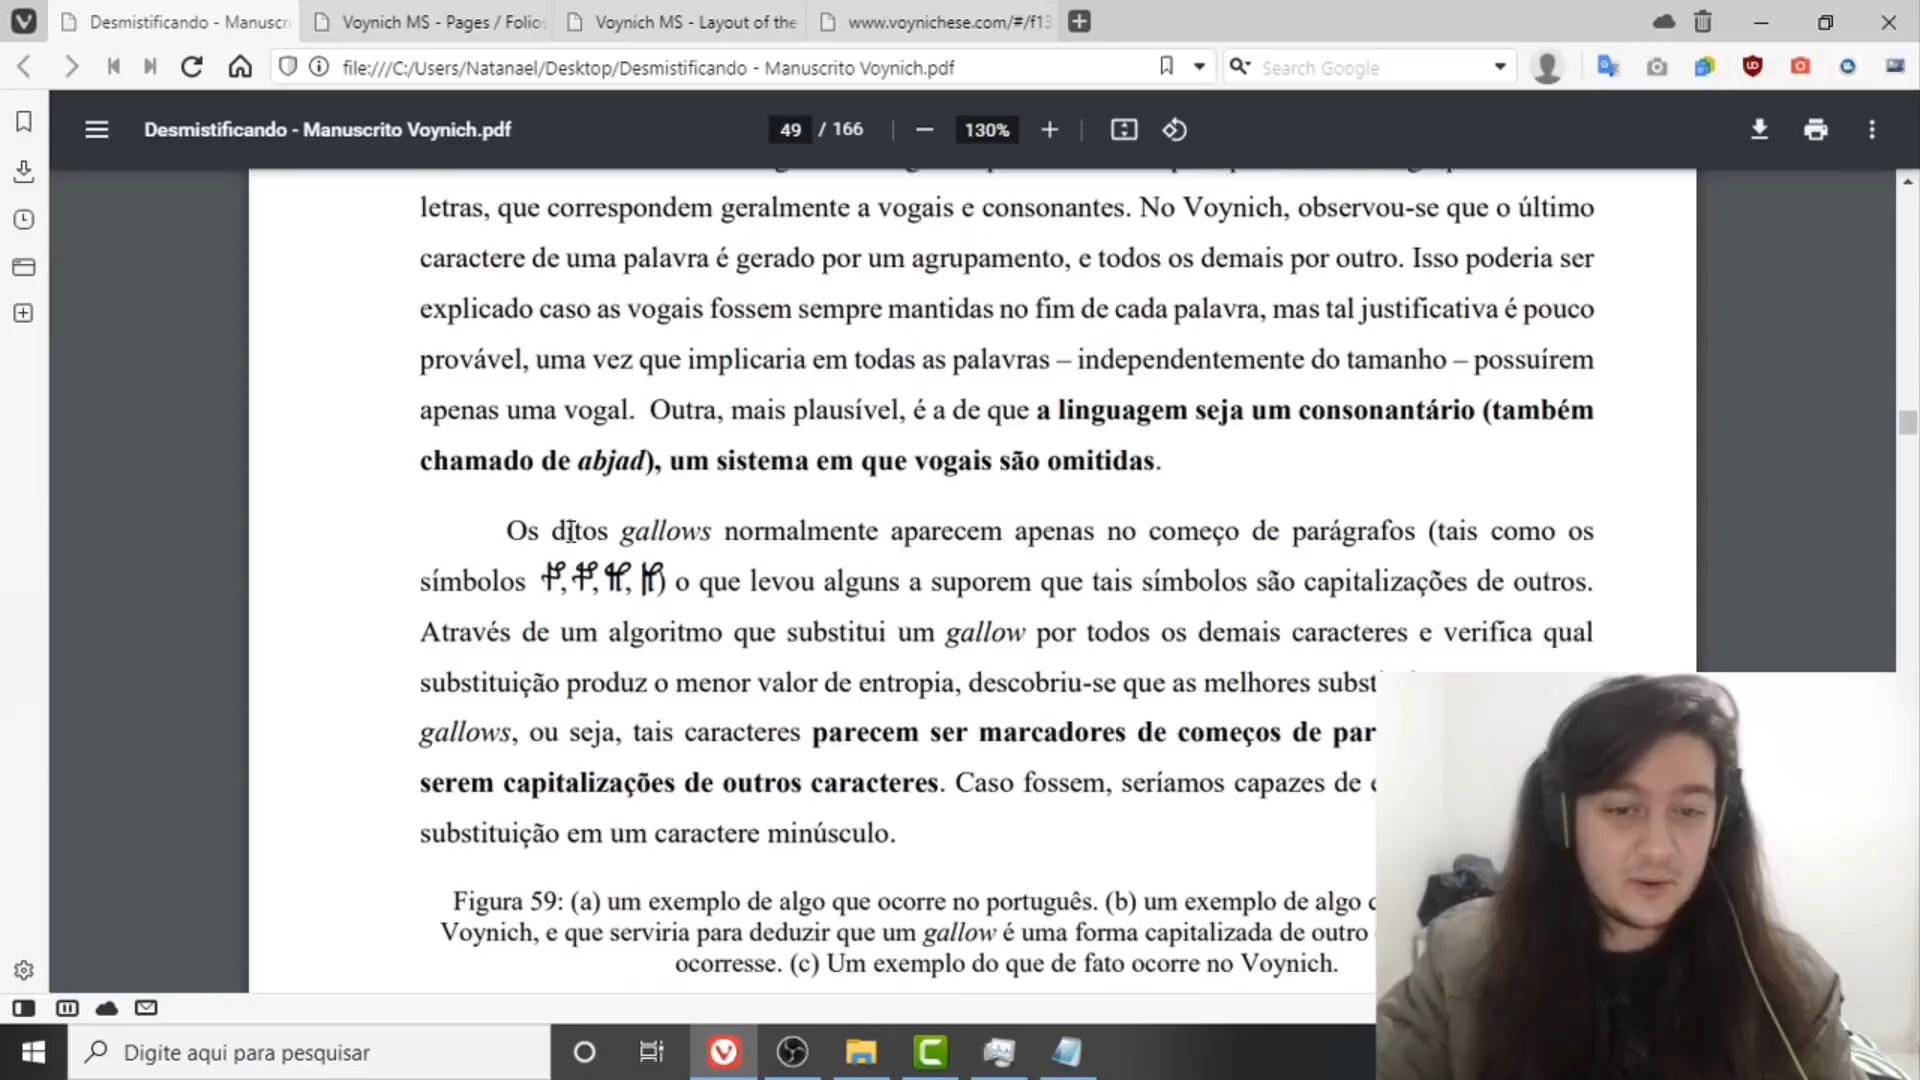 Desmistificando - Manuscri
Voynich MS - Pages / Folios
Voynich MS - Layout of the
www.voynichese.com/#/f13
file:///C:/Users/Natanael/Desktop/Desmistificando - Manuscrito Voynich.pdf
Search Google
Desmistificando - Manuscrito Voynich.pdf
49 / 166
130%
letras, que correspondem geralmente a vogais e consonantes. No Voynich, observou-se que o último
caractere de uma palavra é gerado por um agrupamento, e todos os demais por outro. Isso poderia ser
explicado caso as vogais fossem sempre mantidas no fim de cada palavra, mas tal justificativa é pouco
provável, uma vez que implicaria em todas as palavras – independentemente do tamanho – possuírem
apenas uma vogal. Outra, mais plausível, é a de que a linguagem seja um consonantário (também
chamado de abjad), um sistema em que vogais são omitidas.
Os ditos gallows normalmente aparecem apenas no começo de parágrafos (tais como os
símbolos , , , ) o que levou alguns a suporem que tais símbolos são capitalizações de outros.
Através de um algoritmo que substitui um gallow por todos os demais caracteres e verifica qual
substituição produz o menor valor de entropia, descobriu-se que as melhores subst
gallows, ou seja, tais caracteres parecem ser marcadores de começos de par
serem capitalizações de outros caracteres. Caso fossem, seríamos capazes de
substituição em um caractere minúsculo.
Figura 59: (a) um exemplo de algo que ocorre no português. (b) um exemplo de algo
Voynich, e que serviria para deduzir que um gallow é uma forma capitalizada de outro
ocorresse. (c) Um exemplo do que de fato ocorre no Voynich.
Digite aqui para pesquisar